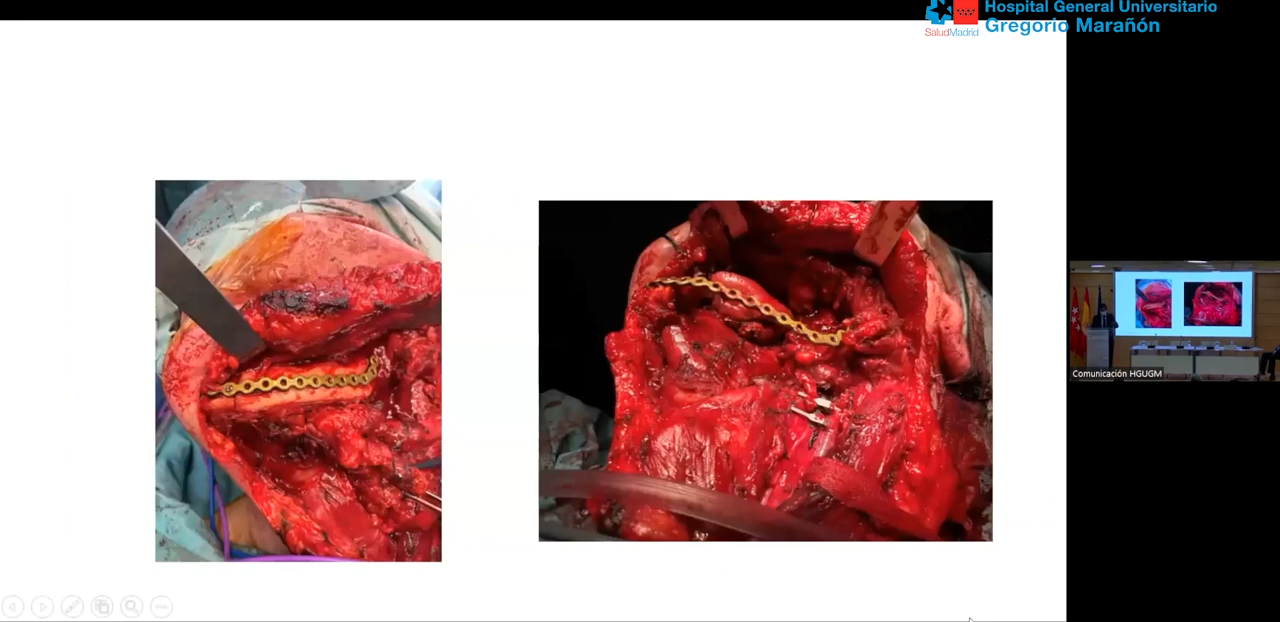 Hospital General Universitario
Gregorio Marañón
SaludMadrid
Comunicación HGUGM